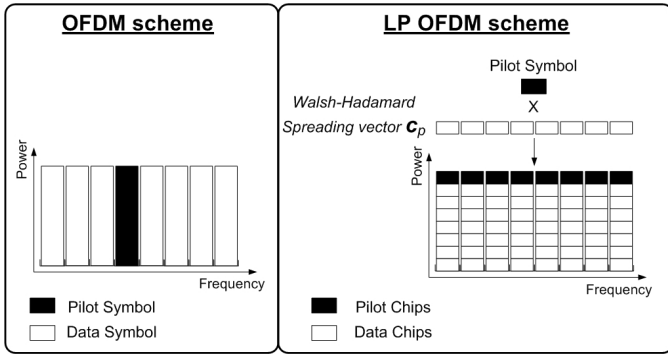 OFDM scheme
Power
Frequency
Pilot Symbol
Data Symbol
LP OFDM scheme
Pilot Symbol
X
Walsh-Hadamard
Spreading vector cp
Power
Frequency
Pilot Chips
Data Chips